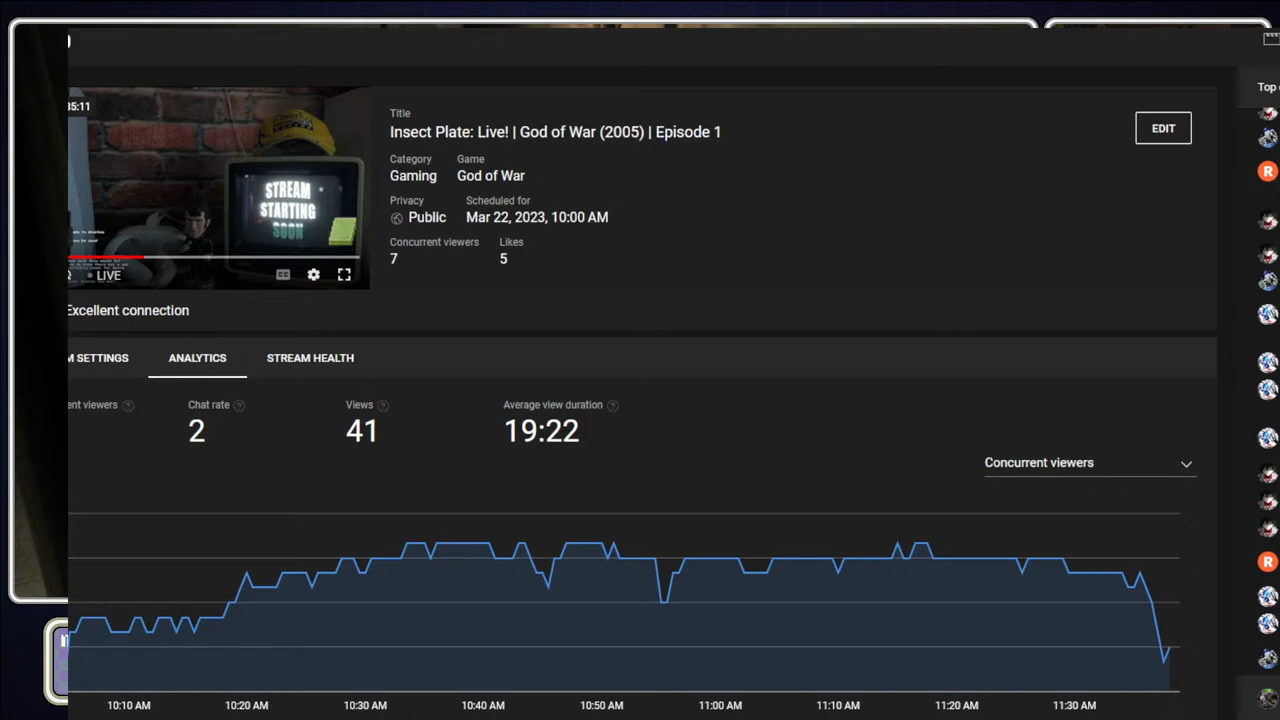 Top
35:11
STREAM
STARTING
SOON
LIVE
Title
Insect Plate: Live! | God of War (2005) | Episode 1
EDIT
Category Game
Gaming God of War
Privacy Scheduled for
Public Mar 22, 2023, 10:00 AM
Concurrent viewers Likes
7 5
Excellent connection
M SETTINGS ANALYTICS STREAM HEALTH
ent viewers Chat rate Views Average view duration
2 41 19:22
Concurrent viewers
10:10 AM 10:20 AM 10:30 AM 10:40 AM 10:50 AM 11:00 AM 11:10 AM 11:20 AM 11:30 AM
R
R